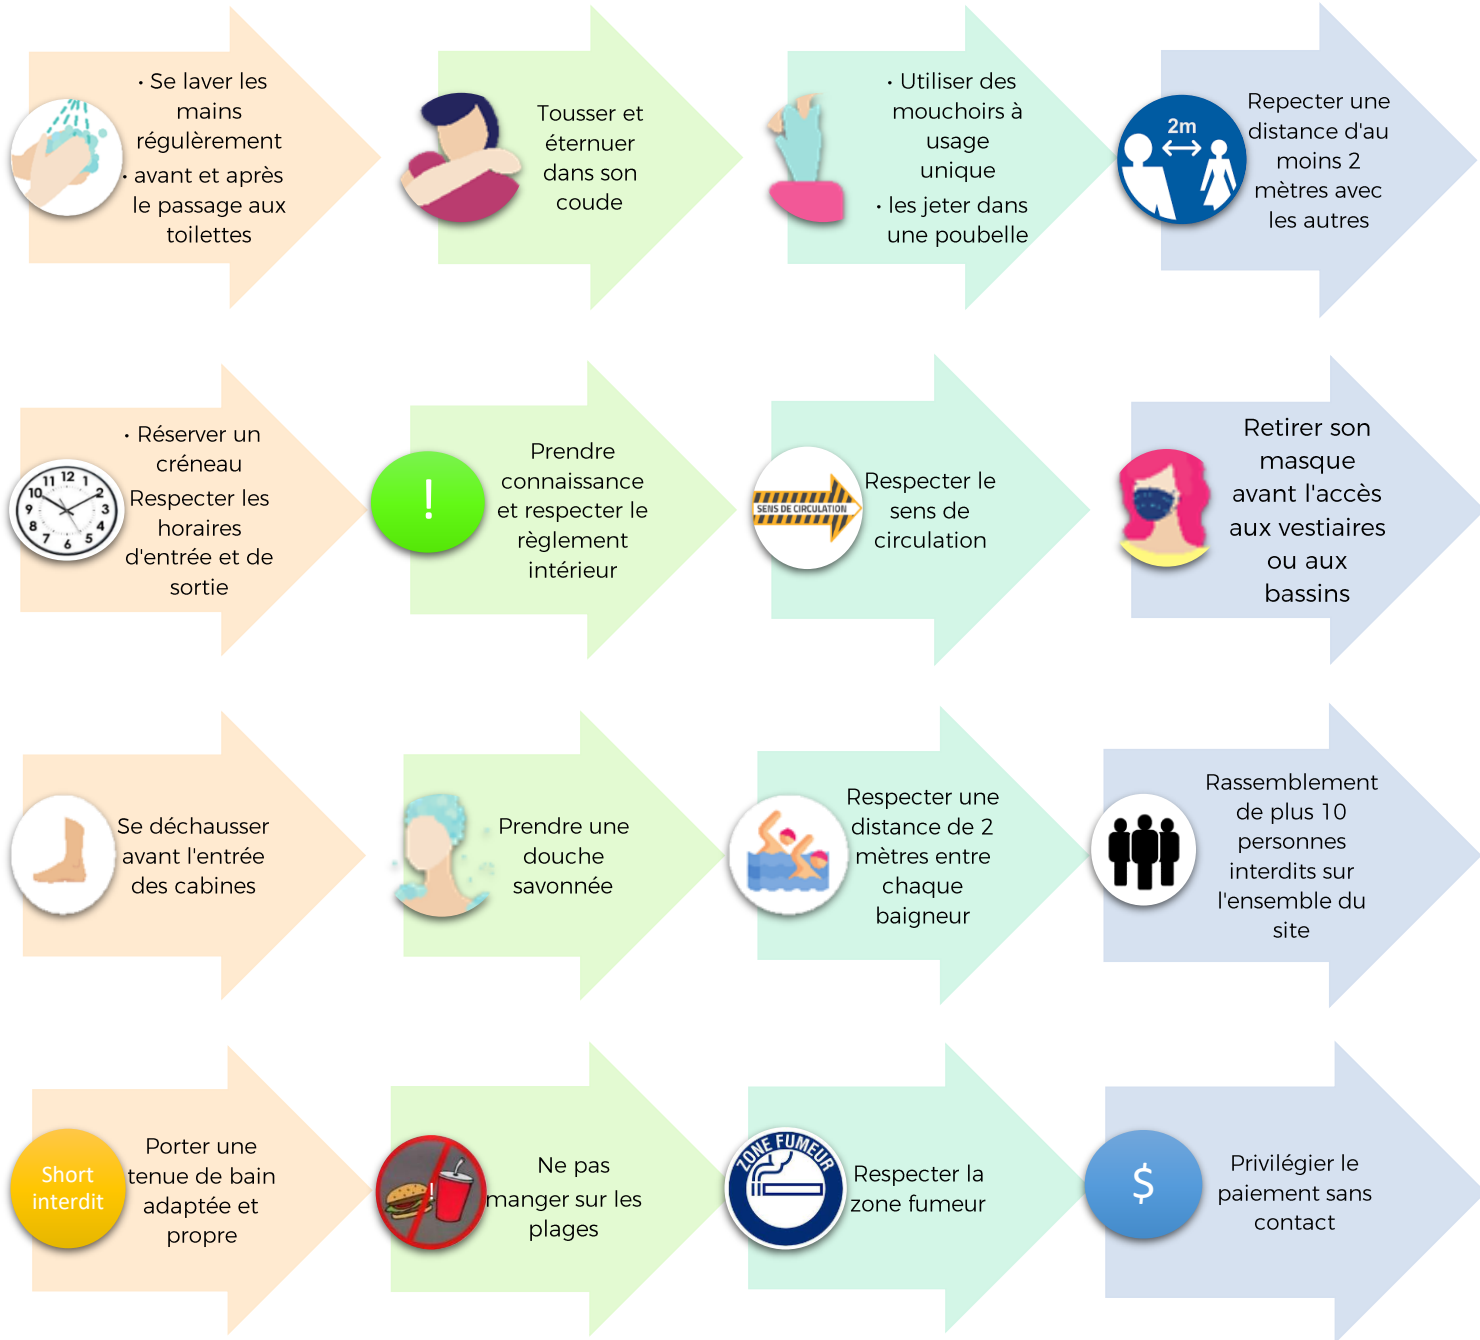 • Se laver les
mains
régulèrement
• avant et après
le passage aux
toilettes
Tousser et
éternuer
dans son
coude
• Utiliser des
mouchoirs à
usage
unique
• les jeter dans
une poubelle
2m
Repecter une
distance d'au
moins 2
mètres avec
les autres
12
1
2
3
4
5
6
7
8
9
10
11
• Réserver un
créneau
Respecter les
horaires
d'entrée et de
sortie
!
Prendre
connaissance
et respecter le
règlement
intérieur
SENS DE CIRCULATION
Respecter le
sens de
circulation
Retirer son
masque
avant l'accès
aux vestiaires
ou aux
bassins
Se déchausser
avant l'entrée
des cabines
Prendre une
douche
savonnée
Respecter une
distance de 2
mètres entre
chaque
baigneur
Rassemblement
de plus 10
personnes
interdits sur
l'ensemble du
site
Short
interdit
Porter une
tenue de bain
adaptée et
propre
!
Ne pas
manger sur les
plages
ZONE FUMEUR
Respecter la
zone fumeur
$
Privilégier le
paiement sans
contact